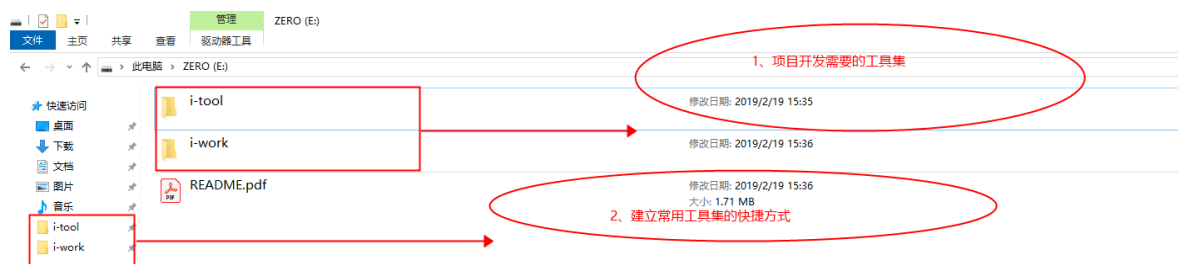 管理 ZERO (E:)
文件 主页 共享 查看 驱动器工具
此电脑 › ZERO (E:)
1、项目开发需要的工具集
快速访问
桌面
下载
文档
图片
音乐
i-tool
i-work
i-tool 修改日期: 2019/2/19 15:35
i-work 修改日期: 2019/2/19 15:36
README.pdf 修改日期: 2019/2/19 15:36
PDF 大小: 1.71 MB
2、建立常用工具集的快捷方式